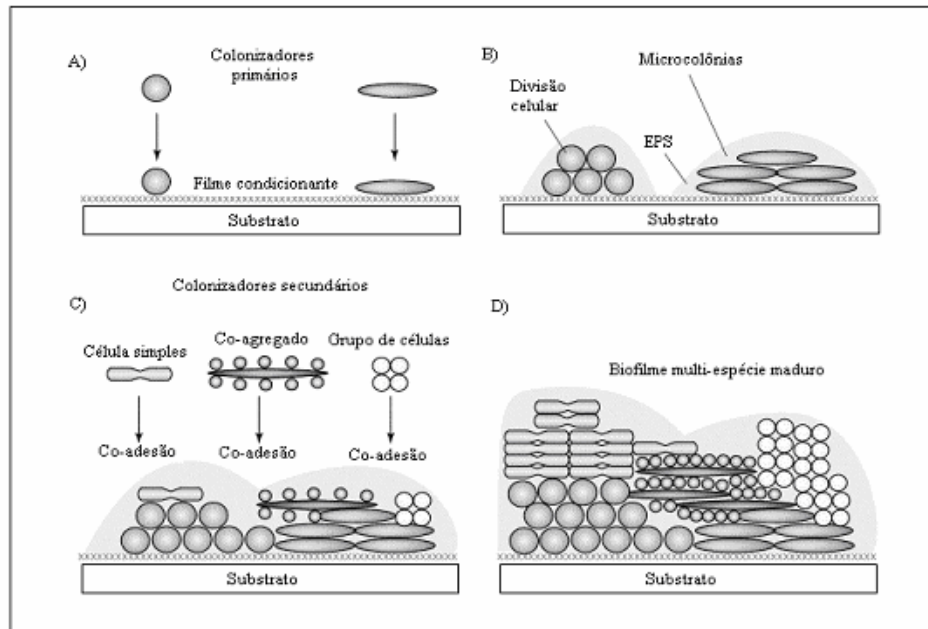 A)
Colonizadores
primários
Filme condicionante
Substrato
B)
Microcolônias
Divisão
celular
EPS
Substrato
Colonizadores secundários
C)
Célula simples
Co-agregado
Grupo de células
Co-adesão
Co-adesão
Co-adesão
Substrato
D)
Biofilme multi-espécie maduro
Substrato